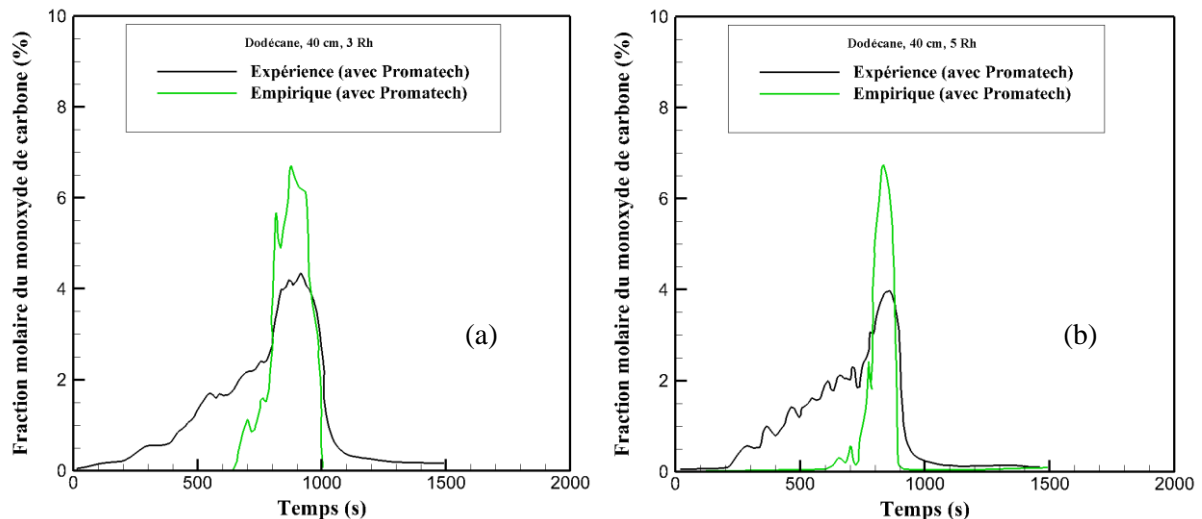 Fraction molaire du monoxyde de carbone (%)
10
8
6
4
2
0
Dodécane, 40 cm, 3 Rh
Expérience (avec Promatech)
Empirique (avec Promatech)
(a)
0 500 1000 1500 2000
Temps (s)
Fraction molaire du monoxyde de carbone (%)
10
8
6
4
2
0
Dodécane, 40 cm, 5 Rh
Expérience (avec Promatech)
Empirique (avec Promatech)
(b)
0 500 1000 1500 2000
Temps (s)